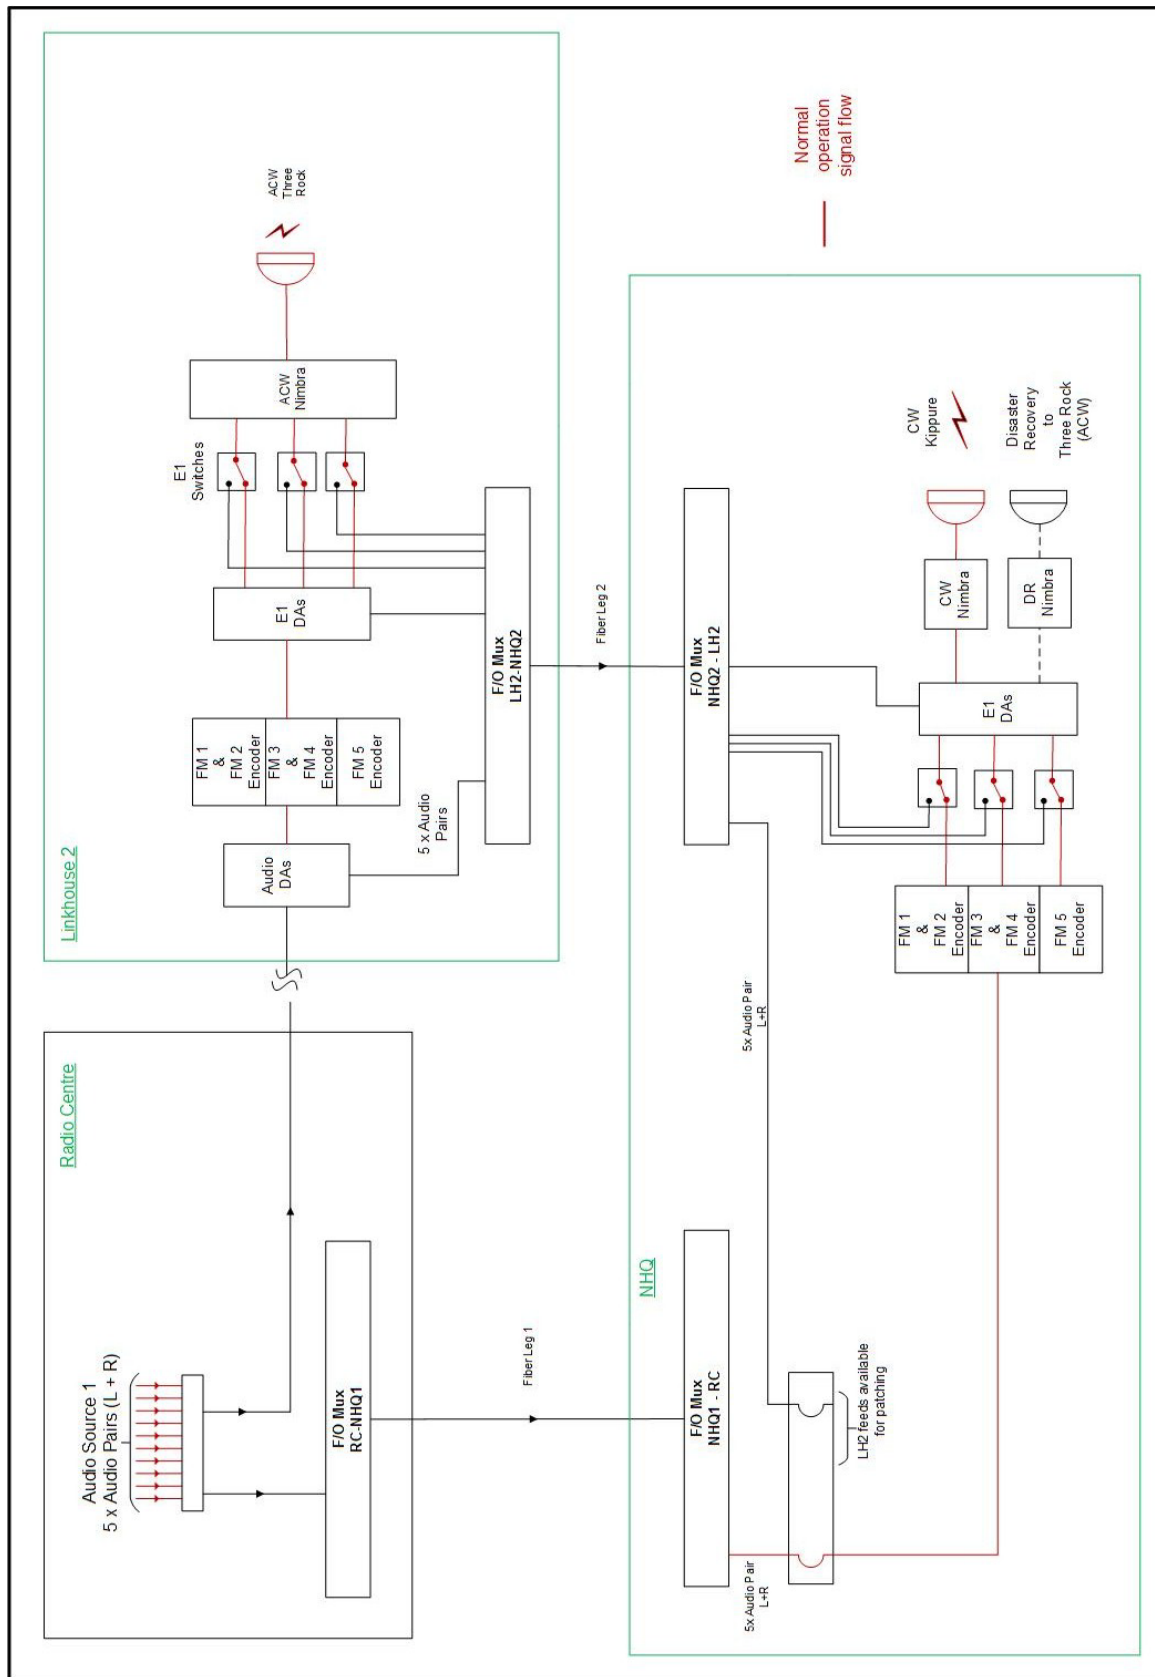 Radio Centre
Audio Source 1
5 x Audio Pairs (L + R)
F/O Mux
RC-NHQ1
Fiber Leg 1
Linkhouse 2
Audio
DAs
5 x Audio
Pairs
FM 1
&
FM 2
Encoder
FM 3
&
FM 4
Encoder
FM 5
Encoder
E1
DAs
E1
Switches
ACW
Nimbra
ACW
Three
Rock
F/O Mux
LH2-NHQ2
Fiber Leg 2
NHQ
F/O Mux
NHQ1 - RC
5x Audio Pair
L+R
LH2 feeds available
for patching
5x Audio Pair
L+R
F/O Mux
NHQ2 - LH2
FM 1
&
FM 2
Encoder
FM 3
&
FM 4
Encoder
FM 5
Encoder
E1
DAs
CW
Nimbra
DR
Nimbra
CW
Kippure
Disaster
Recovery
to
Three Rock
(ACW)
Normal
operation
signal flow